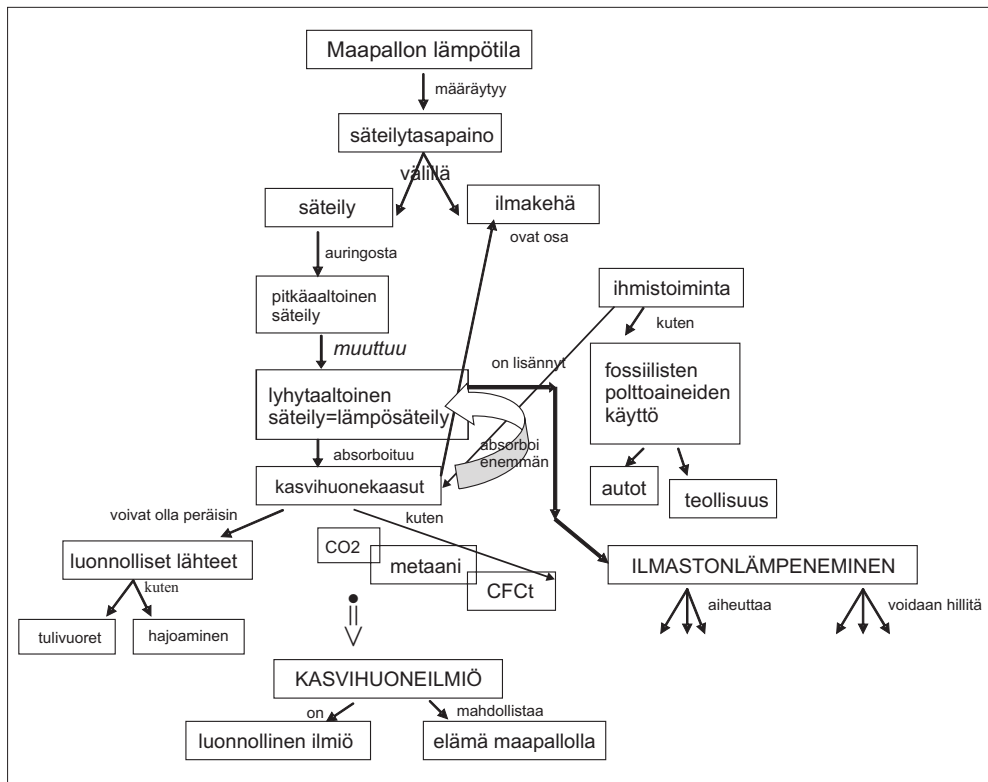 Maapallon lämpötila
määräytyy
säteilytasapaino
välillä
säteily
ilmakehä
ovat osa
auringosta
pitkäaaltoinen
säteily
ihmistoiminta
kuten
muuttuu
on lisännyt
fossiilisten
polttoaineiden
käyttö
lyhytaaltoinen
säteily=lämpösäteily
absorboi
enemmän
absorboituu
kasvihuonekaasut
autot
teollisuus
voivat olla peräisin
kuten
luonnolliset lähteet
CO2
metaani
CFCt
ILMASTONLÄMPENEMINEN
kuten
aiheuttaa
voidaan hillitä
tulivuoret
hajoaminen
KASVIHUONEILMIÖ
on
mahdollistaa
luonnollinen ilmiö
elämä maapallolla